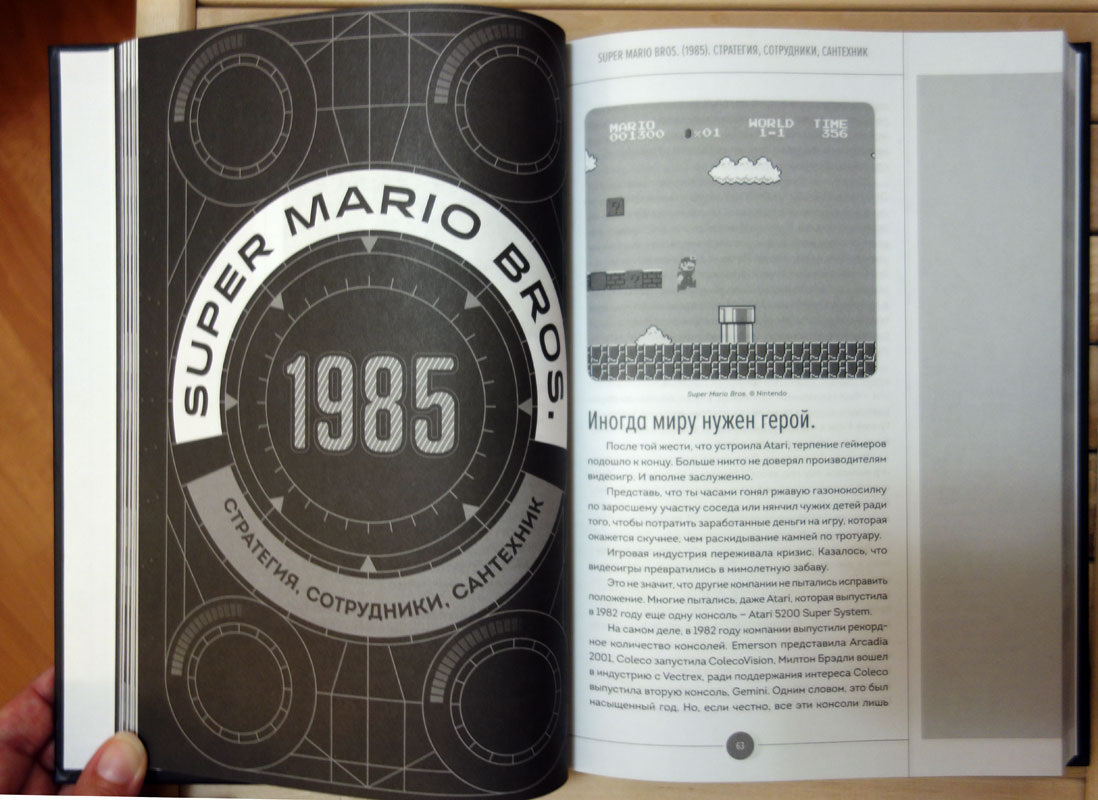 SUPER MARIO BROS.
1985
СТРАТЕГИЯ, СОТРУДНИКИ, САНТЕХНИК
SUPER MARIO BROS. (1985). СТРАТЕГИЯ, СОТРУДНИКИ, САНТЕХНИК
MARIO WORLD TIME
001300 x01 1-1 356
?
?
Super Mario Bros. © Nintendo
Иногда миру нужен герой.
После той жести, что устроила Atari, терпение геймеров
подошло к концу. Больше никто не доверял производителям
видеоигр. И вполне заслуженно.
Представь, что ты часами гонял ржавую газонокосилку
по заросшему участку соседа или нянчил чужих детей ради
того, чтобы потратить заработанные деньги на игру, которая
окажется скучнее, чем раскидывание камней по тротуару.
Игровая индустрия переживала кризис. Казалось, что
видеоигры превратились в мимолетную забаву.
Это не значит, что другие компании не пытались исправить
положение. Многие пытались, даже Atari, которая выпустила
в 1982 году еще одну консоль – Atari 5200 Super System.
На самом деле, в 1982 году компании выпустили рекорд-
ное количество консолей. Emerson представила Arcadia
2001, Coleco запустила ColecoVision, Милтон Брэдли вошел
в индустрию с Vectrex, ради поддержания интереса Coleco
выпустила вторую консоль, Gemini. Одним словом, это был
насыщенный год. Но, если честно, все эти консоли лишь
63